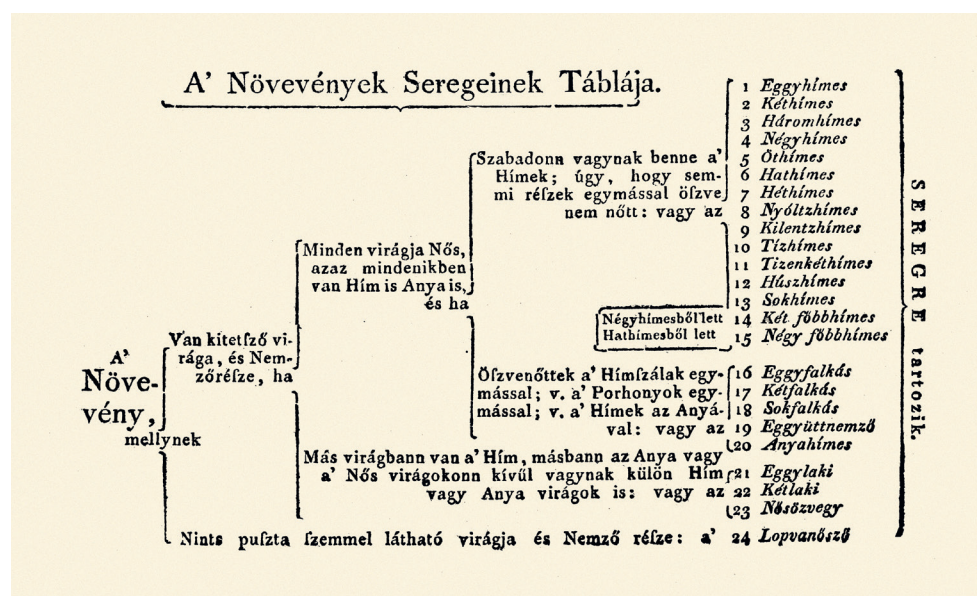 A' Növevények Seregeinek Táblája.
A'
Növe-
vény,
mellynek
Van kitetſző vi-
rága, és Nem-
zőréſze, ha
Minden virágja Nős,
azaz mindenikben
van Hím is Anya is,
és ha
Szabadonn vagynak benne a'
Hímek; úgy, hogy sem-
mi réſzek egymással öſzve
nem nőtt: vagy az
1 Eggyhímes
2 Kéthímes
3 Háromhímes
4 Négyhímes
5 Öthímes
6 Hathímes
7 Héthímes
8 Nyóltzhímes
9 Kilentzhímes
10 Tízhímes
11 Tizenkéthímes
12 Húszhímes
13 Sokhímes
Négyhímesből lett 14 Két főbbhímes
Hathímesből lett 15 Négy főbbhímes
Öſzvenőttek a' Hímſzálak egy-
mással; v. a' Porhonyok egy-
mással; v. a' Hímek az Anyá-
val: vagy az
16 Eggyfalkás
17 Kétfalkás
18 Sokfalkás
19 Eggyüttnemző
20 Anyahímes
Más virágbann van a' Hím, másbann az Anya vagy
a' Nős virágokonn kívűl vagynak külön Hím
vagy Anya virágok is: vagy az
21 Eggylaki
22 Kétlaki
23 Nősözvegy
Nints puſzta ſzemmel látható virágja és Nemző réſze: a' 24 Lopvanősző
SEREGRE tartozik.